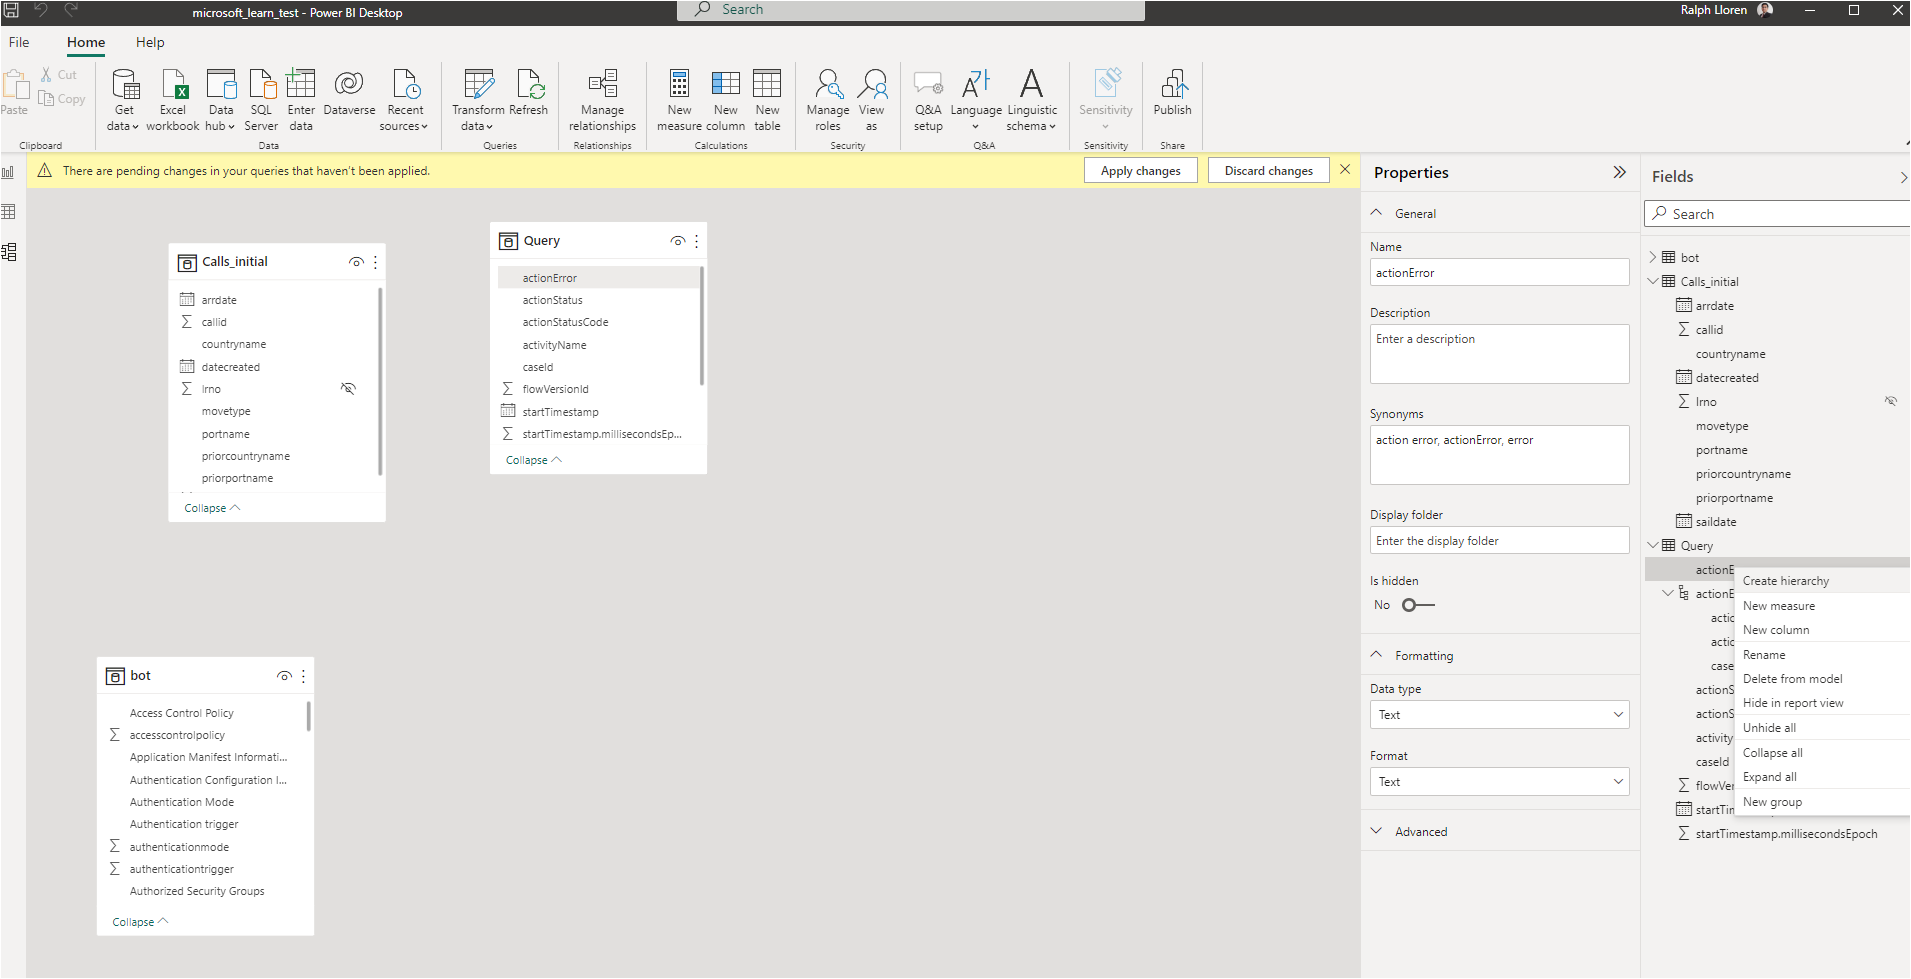 microsoft_learn_test - Power BI Desktop
Search
Ralph Lloren
File
Home
Help
Paste
Cut
Copy
Clipboard
Get
data
Excel
workbook
Data
hub
SQL
Server
Enter
data
Dataverse
Recent
sources
Data
Transform
data
Refresh
Queries
Manage
relationships
Relationships
New
measure
New
column
New
table
Calculations
Manage
roles
View
as
Security
Q&A
setup
Language
Linguistic
schema
Q&A
Sensitivity
Sensitivity
Publish
Share
There are pending changes in your queries that haven't been applied.
Apply changes
Discard changes
Calls_initial
arrdate
callid
countryname
datecreated
lrno
movetype
portname
priorcountryname
priorportname
Collapse
Query
actionError
actionStatus
actionStatusCode
activityName
caseId
flowVersionId
startTimestamp
startTimestamp.millisecondsEp...
Collapse
bot
Access Control Policy
accesscontrolpolicy
Application Manifest Informati...
Authentication Configuration I...
Authentication Mode
Authentication trigger
authenticationmode
authenticationtrigger
Authorized Security Groups
Collapse
Properties
General
Name
actionError
Description
Enter a description
Synonyms
action error, actionError, error
Display folder
Enter the display folder
Is hidden
No
Formatting
Data type
Text
Format
Text
Advanced
Fields
Search
bot
Calls_initial
arrdate
callid
countryname
datecreated
lrno
movetype
portname
priorcountryname
priorportname
saildate
Query
actionE
actionE
actio
actio
case
actionS
actionS
activity
caseId
flowVer
startTim
startTimestamp.millisecondsEpoch
Create hierarchy
New measure
New column
Rename
Delete from model
Hide in report view
Unhide all
Collapse all
Expand all
New group